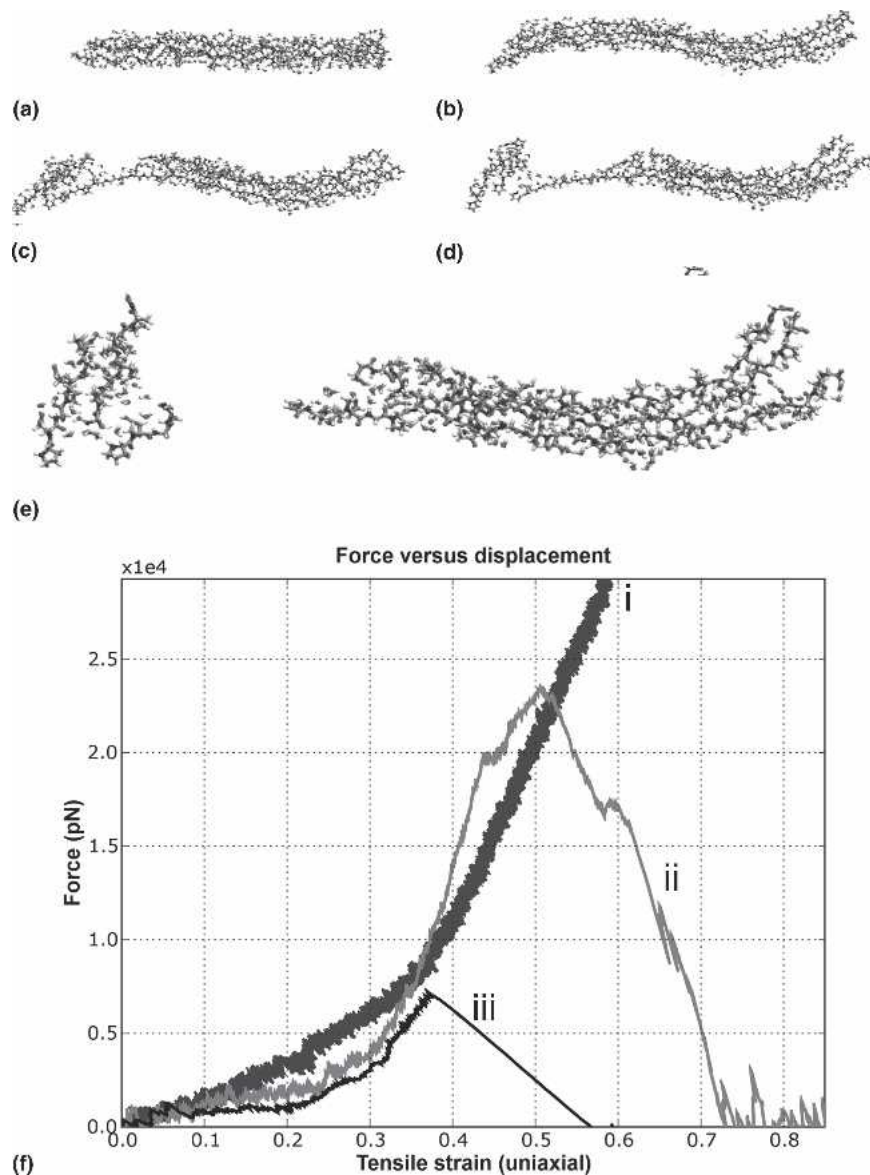 (a)
(b)
(c)
(d)
(e)
Force versus displacement
x1e4
i
2.5
2.0
ii
1.5
1.0
iii
0.5
0.0
0.0 0.1 0.2 0.3 0.4 0.5 0.6 0.7 0.8
Force (pN)
Tensile strain (uniaxial)
(f)